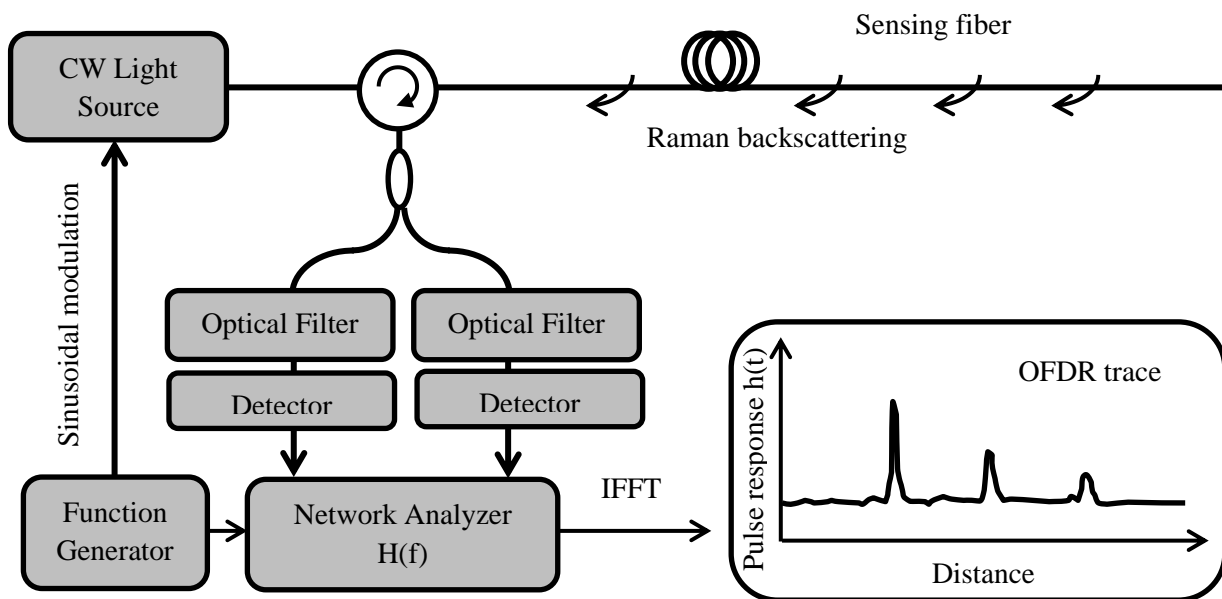 Sensing fiber
CW Light
Source
Raman backscattering
Sinusoidal modulation
Optical Filter
Optical Filter
Detector
Detector
Function
Generator
Network Analyzer
H(f)
IFFT
OFDR trace
Pulse response h(t)
Distance